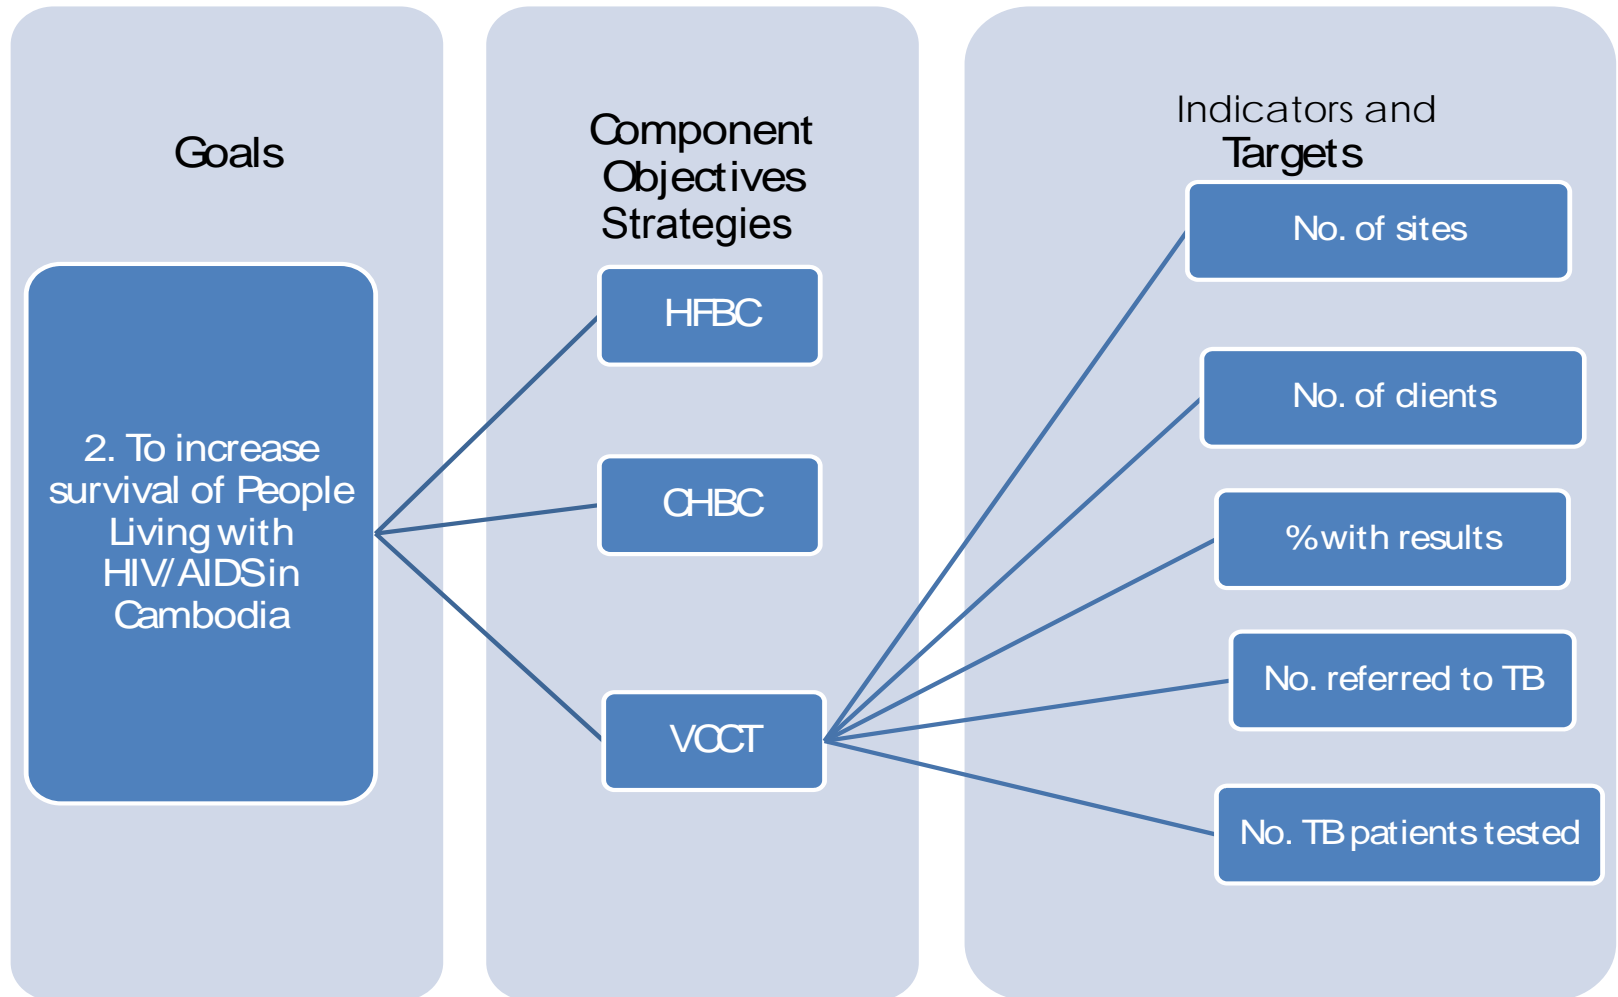 Goals
2. To increase
survival of People
Living with
HIV/AIDS in
Cambodia
Component
Objectives
Strategies
HFBC
CHBC
VCCT
Indicators and
Targets
No. of sites
No. of clients
% with results
No. referred to TB
No. TB patients tested